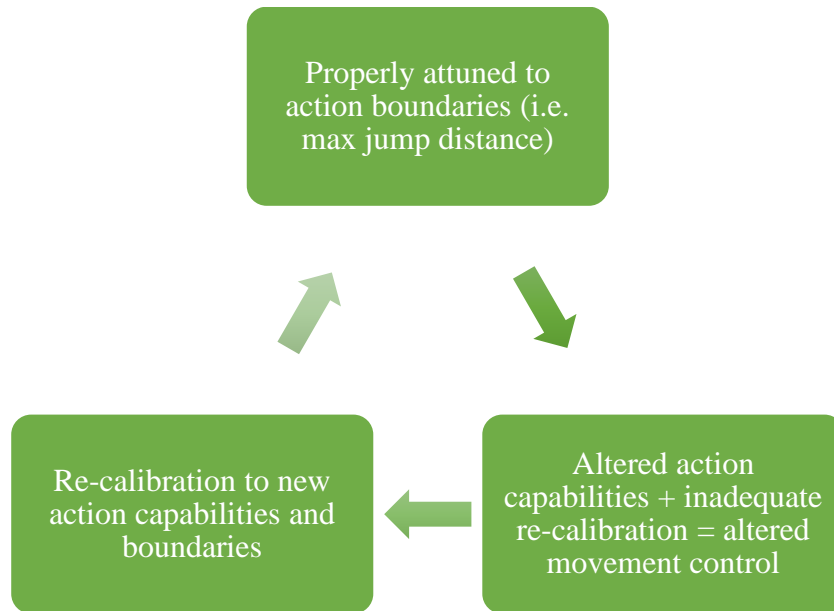 Properly attuned to
action boundaries (i.e.
max jump distance)
Altered action
capabilities + inadequate
re-calibration = altered
movement control
Re-calibration to new
action capabilities and
boundaries